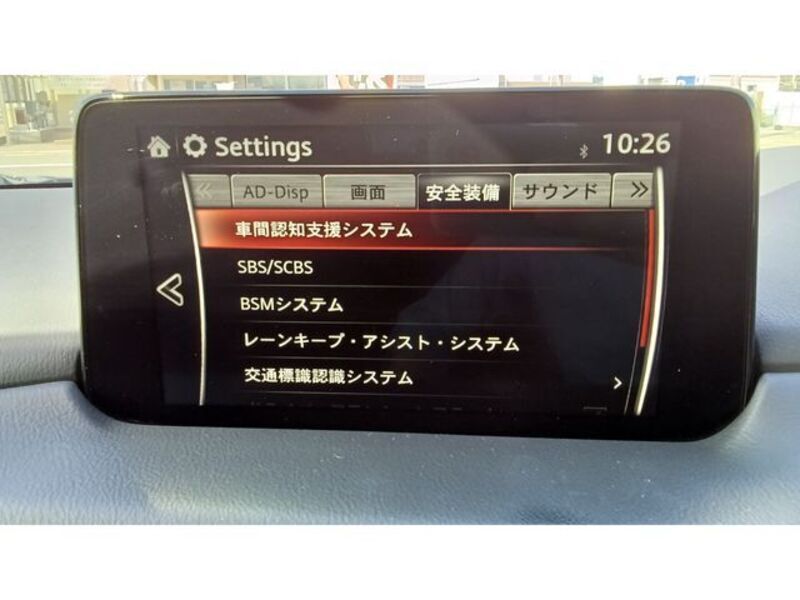 Settings 10:26
AD-Disp 画面 安全装備 サウンド
車間認知支援システム
SBS/SCBS
BSMシステム
レーンキープ・アシスト・システム
交通標識認識システム